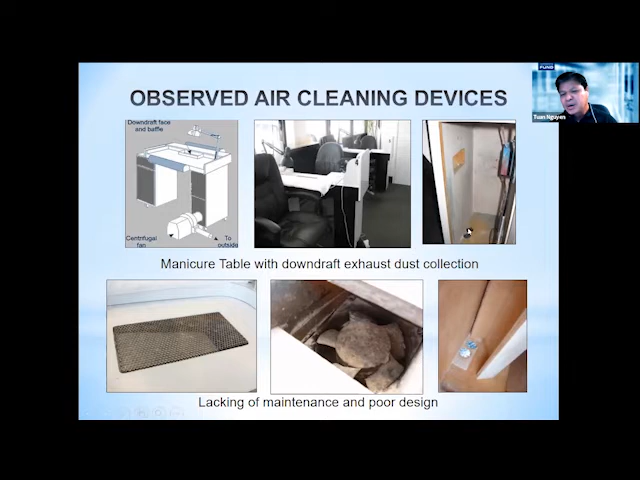 FUND
Tuan Nguyen
OBSERVED AIR CLEANING DEVICES
Downdraft face
and baffle
Centrifugal
fan
To
outside
Manicure Table with downdraft exhaust dust collection
Lacking of maintenance and poor design